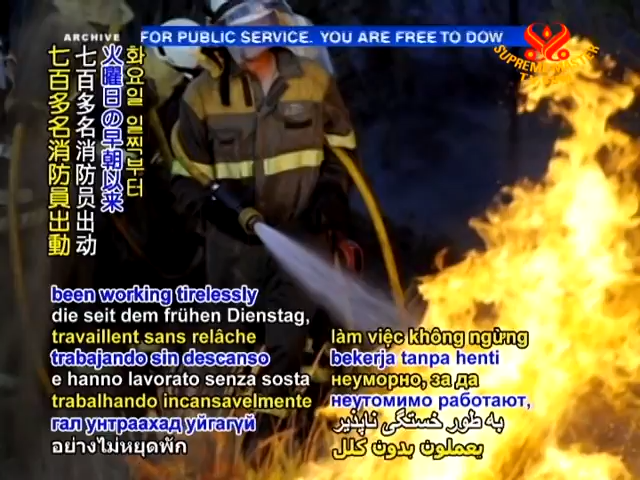 ARCHIVE
FOR PUBLIC SERVICE. YOU ARE FREE TO DOW
SUPREME MASTER
화요일 일찍부터
火曜日の早朝以来
七百多名消防员出动
七百多名消防員出動
been working tirelessly
die seit dem frühen Dienstag,
travaillent sans relâche
trabajando sin descanso
e hanno lavorato senza sosta
trabalhando incansavelmente
гал унтраахад уйгагүй
อย่างไม่หยุดพัก
làm việc không ngừng
bekerja tanpa henti
неуморно, за да
неутомимо работают,
به طور خستگی ناپذیر
يعملون بدون كلل